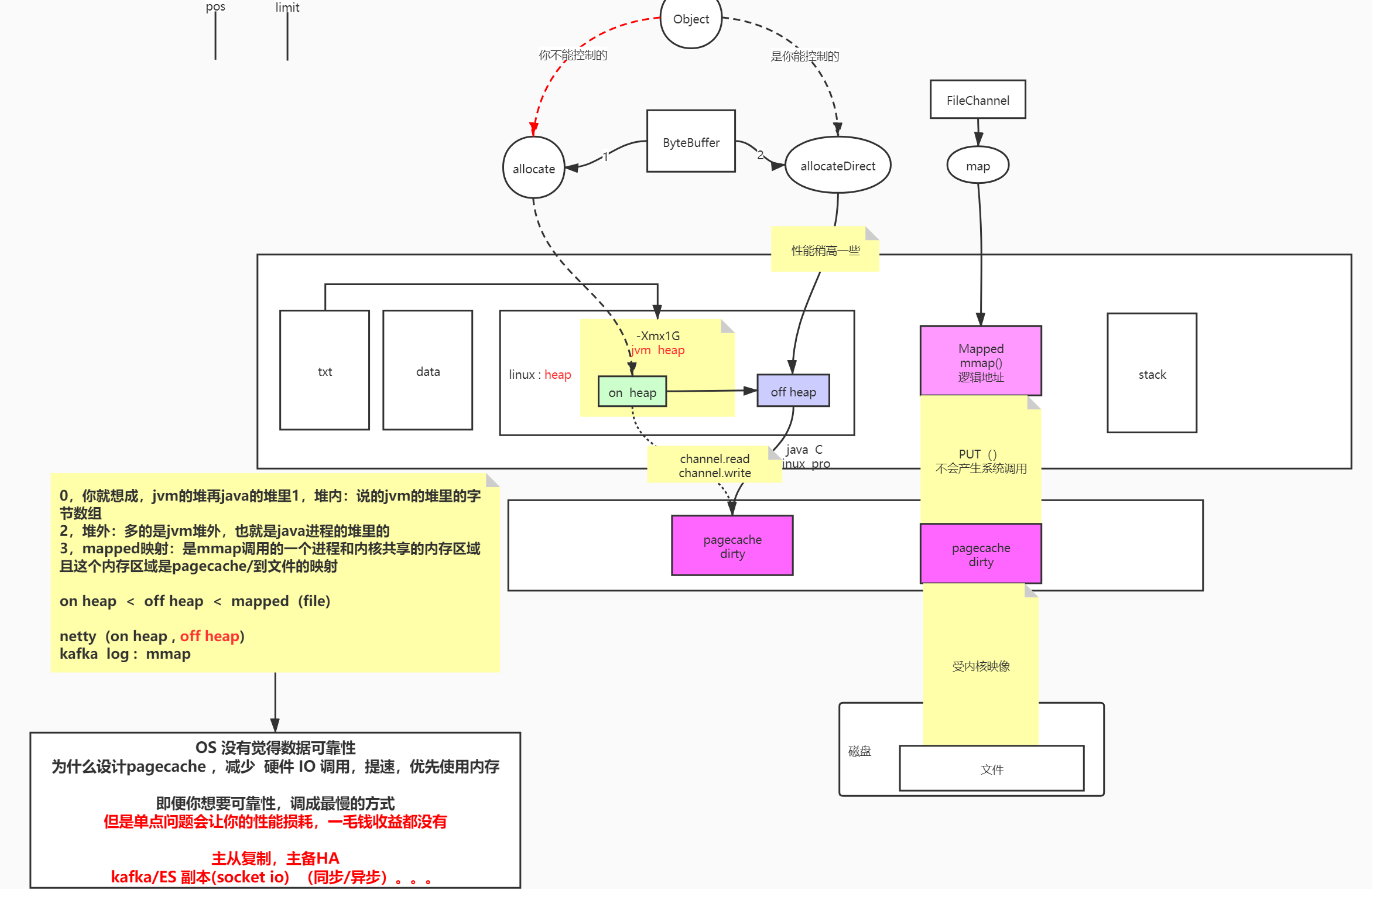 pos
limit
Object
你不能控制的
是你能控制的
FileChannel
ByteBuffer
1
2
allocate
allocateDirect
map
性能稍高一些
-Xmx1G
jvm heap
Mapped
mmap()
逻辑地址
txt
data
linux : heap
on heap
off heap
stack
java C
inux pro
channel.read
channel.write
PUT（）
不会产生系统调用
0，你就想成，jvm的堆再java的堆里1，堆内：说的jvm的堆里的字
节数组
2，堆外：多的是jvm堆外，也就是java进程的堆里的
3，mapped映射：是mmap调用的一个进程和内核共享的内存区域
且这个内存区域是pagecache/到文件的映射
on heap < off heap < mapped（file）
netty（on heap , off heap）
kafka log : mmap
pagecache
dirty
pagecache
dirty
受内核映像
磁盘
文件
OS 没有觉得数据可靠性
为什么设计pagecache ，减少 硬件 IO 调用，提速，优先使用内存
即便你想要可靠性，调成最慢的方式
但是单点问题会让你的性能损耗，一毛钱收益都没有
主从复制，主备HA
kafka/ES 副本(socket io) （同步/异步）。。。